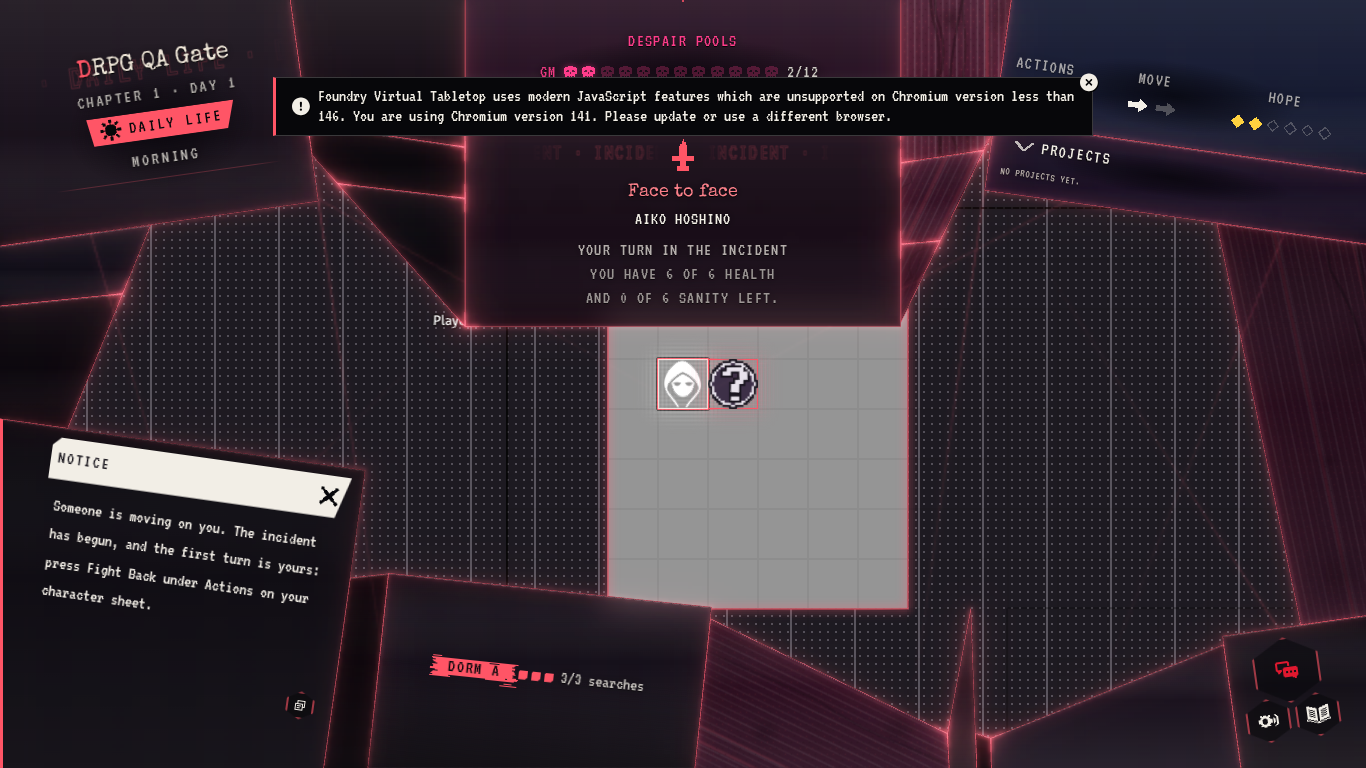 DRPG QA Gate
CHAPTER 1 · DAY 1
DAILY LIFE
MORNING
DESPAIR POOLS
GM 2/12
Foundry Virtual Tabletop uses modern JavaScript features which are unsupported on Chromium version less than
146. You are using Chromium version 141. Please update or use a different browser.
ACTIONS
MOVE
HOPE
PROJECTS
NO PROJECTS YET.
INCIDENT
Face to face
AIKO HOSHINO
YOUR TURN IN THE INCIDENT
YOU HAVE 6 OF 6 HEALTH
AND 0 OF 6 SANITY LEFT.
NOTICE
Someone is moving on you. The incident
has begun, and the first turn is yours:
press Fight Back under Actions on your
character sheet.
DORM A 3/3 searches